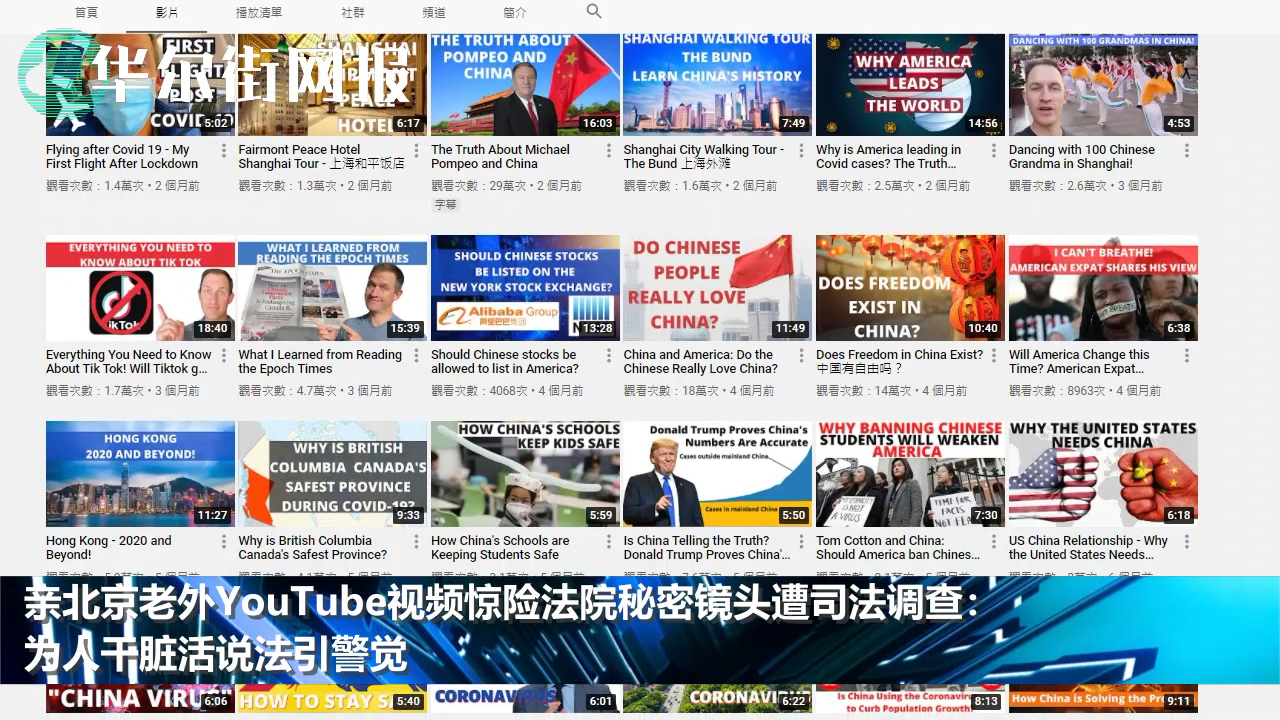 首頁
影片
播放清單
社群
頻道
簡介
华尔街网报
5:02
6:17
THE TRUTH ABOUT
POMPEO AND
CHINA
16:03
SHANGHAI WALKING TOUR
THE BUND
LEARN CHINA'S HISTORY
7:49
WHY AMERICA
LEADS
THE WORLD
14:56
DANCING WITH 100 GRANDMAS IN CHINA!
4:53
Flying after Covid 19 - My
First Flight After Lockdown
觀看次數：1.4萬次 • 2 個月前
Fairmont Peace Hotel
Shanghai Tour - 上海和平饭店
觀看次數：1.3萬次 • 2 個月前
The Truth About Michael
Pompeo and China
觀看次數：29萬次 • 2 個月前
字幕
Shanghai City Walking Tour -
The Bund 上海外滩
觀看次數：1.6萬次 • 2 個月前
Why is America leading in
Covid cases? The Truth...
觀看次數：2.5萬次 • 2 個月前
Dancing with 100 Chinese
Grandma in Shanghai!
觀看次數：2.6萬次 • 3 個月前
EVERYTHING YOU NEED TO
KNOW ABOUT TIK TOK!
18:40
WHAT I LEARNED FROM
READING THE EPOCH TIMES
15:39
SHOULD CHINESE STOCKS
BE LISTED ON THE
NEW YORK STOCK EXCHANGE?
Alibaba Group
阿里巴巴集团
13:28
DO CHINESE
PEOPLE
REALLY LOVE
CHINA?
11:49
DOES FREEDOM
EXIST IN
CHINA?
10:40
I CAN'T BREATHE!
AMERICAN EXPAT SHARES HIS VIEW
6:38
Everything You Need to Know
About Tik Tok! Will Tiktok g...
觀看次數：1.7萬次 • 3 個月前
What I Learned from Reading
the Epoch Times
觀看次數：4.7萬次 • 3 個月前
Should Chinese stocks be
allowed to list in America?
觀看次數：4068次 • 4 個月前
China and America: Do the
Chinese Really Love China?
觀看次數：18萬次 • 4 個月前
Does Freedom in China Exist?
中国有自由吗？
觀看次數：14萬次 • 4 個月前
Will America Change this
Time? American Expat...
觀看次數：8963次 • 4 個月前
HONG KONG
2020 AND BEYOND!
11:27
WHY IS BRITISH
COLUMBIA CANADA'S
SAFEST PROVINCE
DURING COVID-19?
9:33
HOW CHINA'S SCHOOLS
KEEP KIDS SAFE
5:59
Donald Trump Proves China's
Numbers Are Accurate
Cases outside mainland China
Cases in mainland China
5:50
WHY BANNING CHINESE
STUDENTS WILL WEAKEN
AMERICA
7:30
WHY THE UNITED STATES
NEEDS CHINA
6:18
Hong Kong - 2020 and
Beyond!
Why is British Columbia
Canada's Safest Province?
How China's Schools are
Keeping Students Safe
Is China Telling the Truth?
Donald Trump Proves China'...
Tom Cotton and China:
Should America ban Chines...
US China Relationship - Why
the United States Needs...
亲北京老外YouTube视频惊险法院秘密镜头遭司法调查：
为人干脏活说法引警觉
"CHINA VIRUS"
6:06
HOW TO STAY
5:40
CORONAVIRUS
6:01
6:22
Is China Using the Coronavirus
to Curb Population Growth
8:13
How China is Solving the
9:11